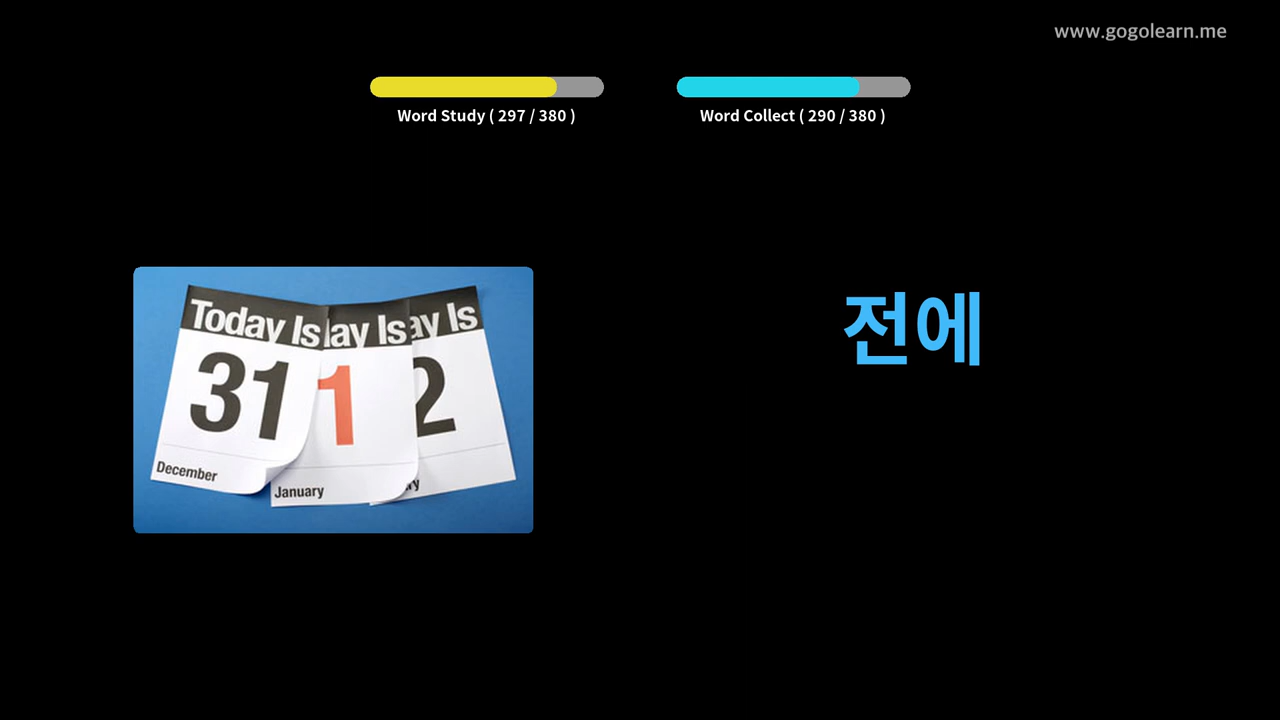 www.gogolearn.me
Word Study ( 297 / 380 )
Word Collect ( 290 / 380 )
Today Is
31
December
ay Is
1
January
ay Is
2
ry
전에